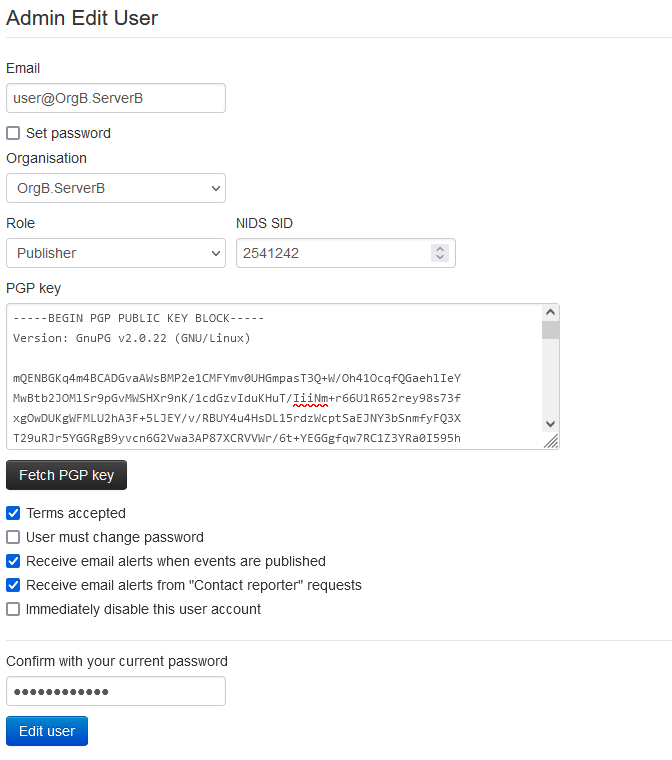 Admin Edit User
Email
user@OrgB.ServerB
Set password
Organisation
OrgB.ServerB
Role
NIDS SID
Publisher
2541242
PGP key
-----BEGIN PGP PUBLIC KEY BLOCK-----
Version: GnuPG v2.0.22 (GNU/Linux)
mQENBGKq4m4BCADGvaAWsBMP2e1CMFYmv0UHGmpasT3Q+W/Oh41OcqfQGaehlIeY
MwBtb2JOMlSr9pGvMWSHXr9nK/1cdGzvIduKHuT/IiiNm+r66U1R652rey98s73f
xgOwDUKgWFMLU2hA3F+5LJEY/v/RBUY4u4HsDL15rdzWcptSaEJNY3bSnmfyFQ3X
T29uRJr5YGGRgB9yvcn6G2Vwa3AP87XCRVVWr/6t+YEGGgfqw7RC1Z3YRa0I595h
Fetch PGP key
Terms accepted
User must change password
Receive email alerts when events are published
Receive email alerts from "Contact reporter" requests
Immediately disable this user account
Confirm with your current password
Edit user